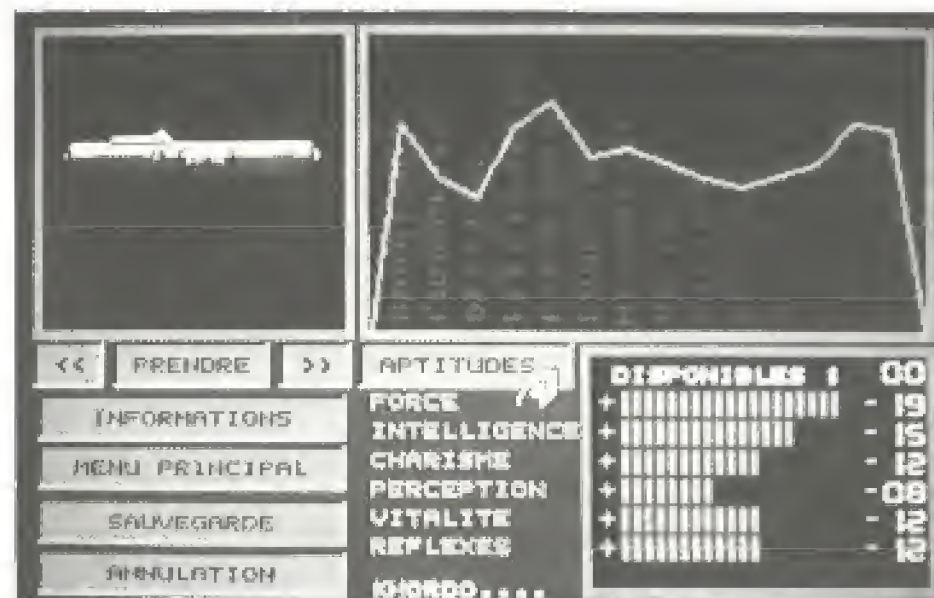 << PRENDRE >>
INFORMATIONS
MENU PRINCIPAL
SAUVEGARDE
ANNULATION
APTITUDES
DISPONIBLES : 00
FORCE + - 19
INTELLIGENCE + - 15
CHARISME + - 12
PERCEPTION + - 08
VITALITE + - 12
REFLEXES + - 12
KHORDO....